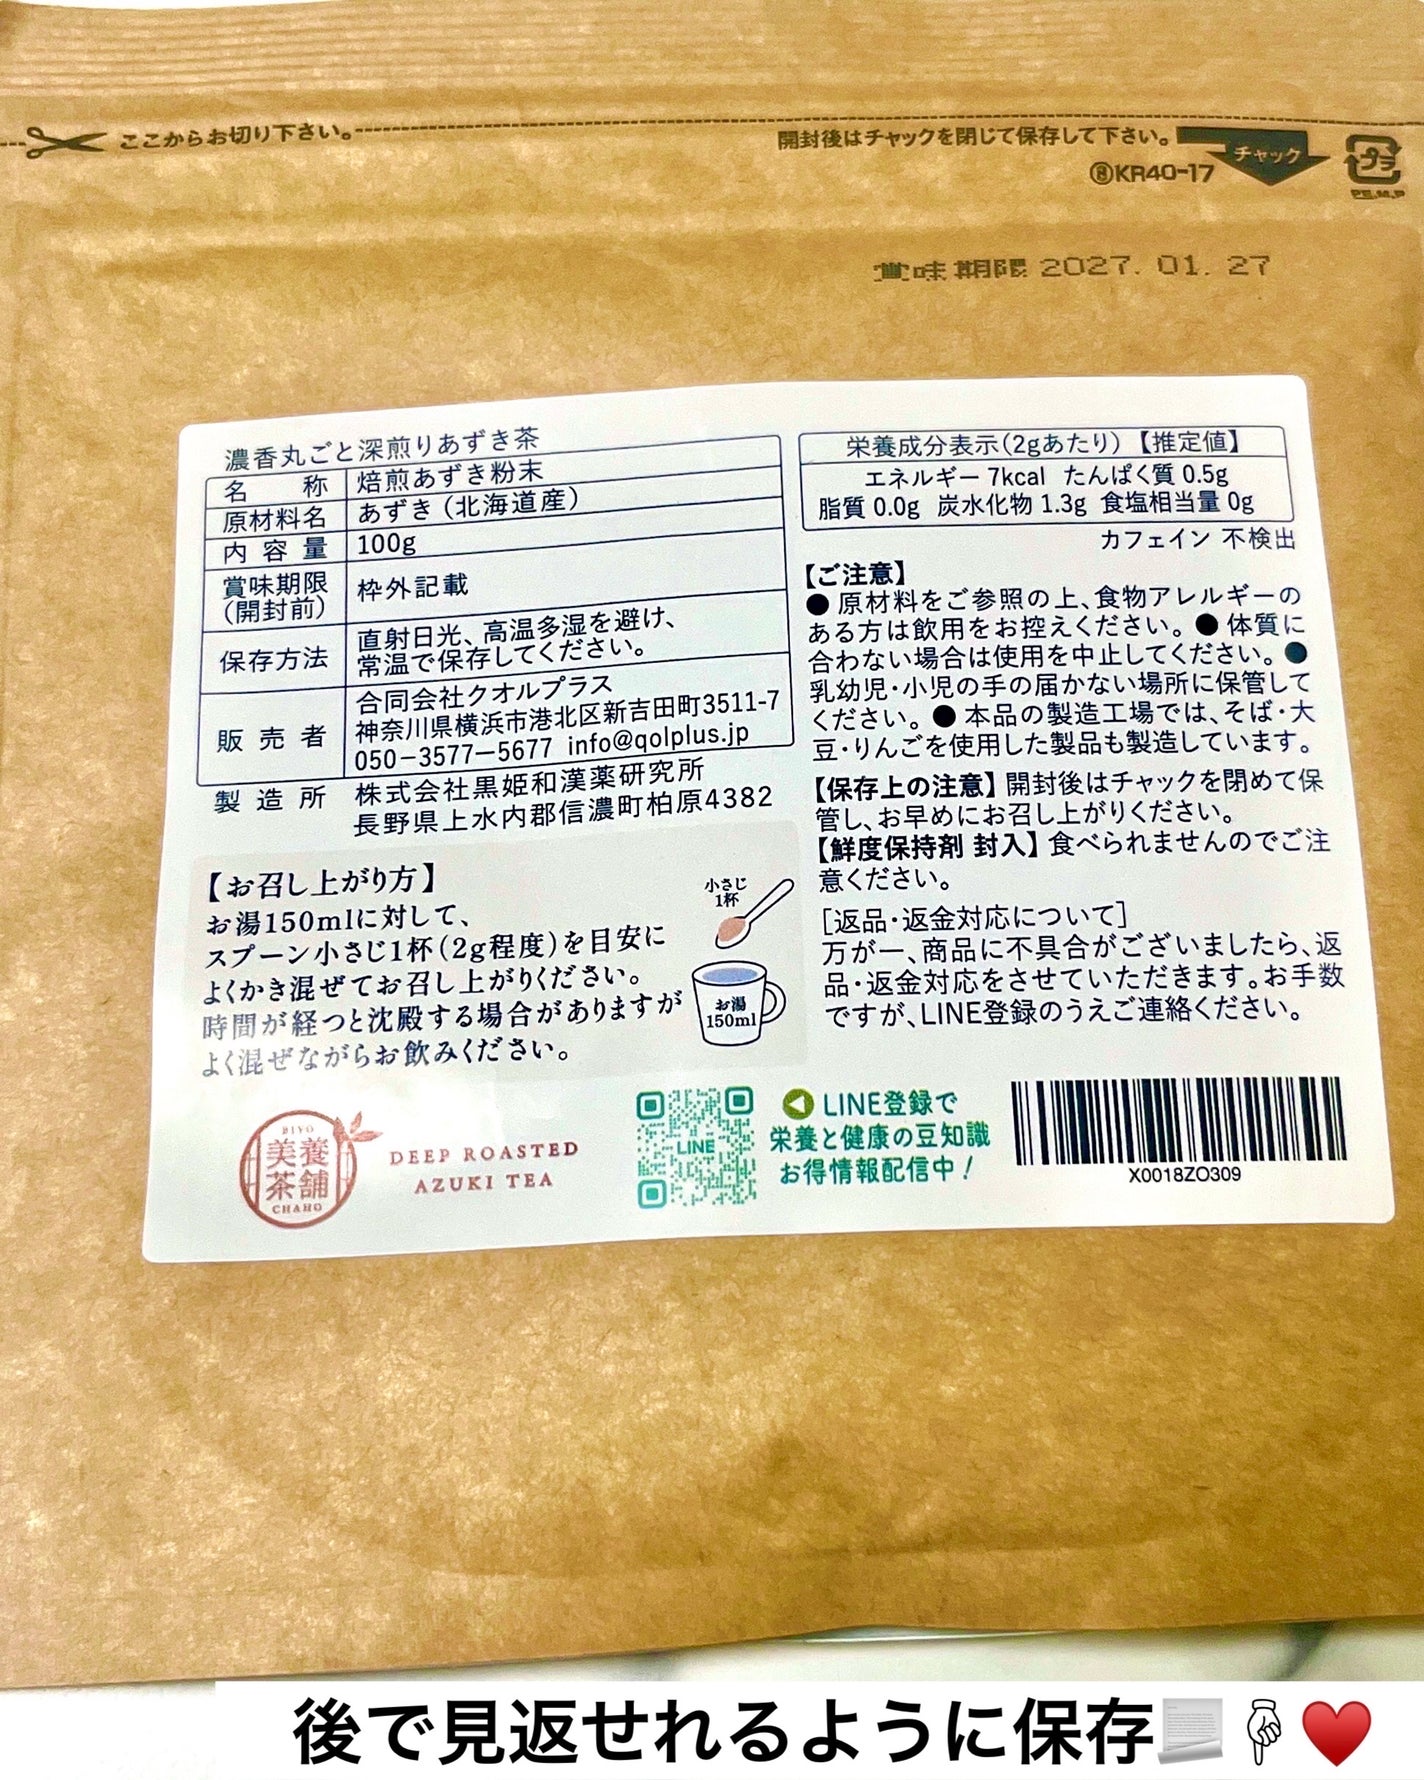 ここからお切り下さい。
開封後はチャックを閉じて保存して下さい。
チャック
プラ
PE,M,P
ⓇKR40-17
賞味期限 2027. 01. 27
濃香丸ごと深煎りあずき茶
名称 焙煎あずき粉末
原材料名 あずき（北海道産）
内容量 100g
賞味期限（開封前） 枠外記載
保存方法 直射日光、高温多湿を避け、
常温で保存してください。
販売者 合同会社クオルプラス
神奈川県横浜市港北区新吉田町3511-7
050-3577-5677 info@qolplus.jp
製造所 株式会社黒姫和漢薬研究所
長野県上水内郡信濃町柏原4382
【お召し上がり方】
お湯150mlに対して、
スプーン小さじ1杯（2g程度）を目安に
よくかき混ぜてお召し上がりください。
時間が経つと沈殿する場合がありますが
よく混ぜながらお飲みください。
小さじ
1杯
お湯
150ml
栄養成分表示（2gあたり）【推定値】
エネルギー 7kcal たんぱく質 0.5g
脂質 0.0g 炭水化物 1.3g 食塩相当量 0g
カフェイン 不検出
【ご注意】
● 原材料をご参照の上、食物アレルギーの
ある方は飲用をお控えください。● 体質に
合わない場合は使用を中止してください。●
乳幼児・小児の手の届かない場所に保管して
ください。● 本品の製造工場では、そば・大
豆・りんごを使用した製品も製造しています。
【保存上の注意】開封後はチャックを閉めて保
管し、お早めにお召し上がりください。
【鮮度保持剤 封入】食べられませんのでご注
意ください。
［返品・返金対応について］
万が一、商品に不具合がございましたら、返
品・返金対応をさせていただきます。お手数
ですが、LINE登録のうえご連絡ください。
BIYO
美養
茶舗
CHAHO
DEEP ROASTED
AZUKI TEA
LINE
LINE登録で
栄養と健康の豆知識
お得情報配信中！
X0018ZO309
後で見返せるように保存📃👇♥️